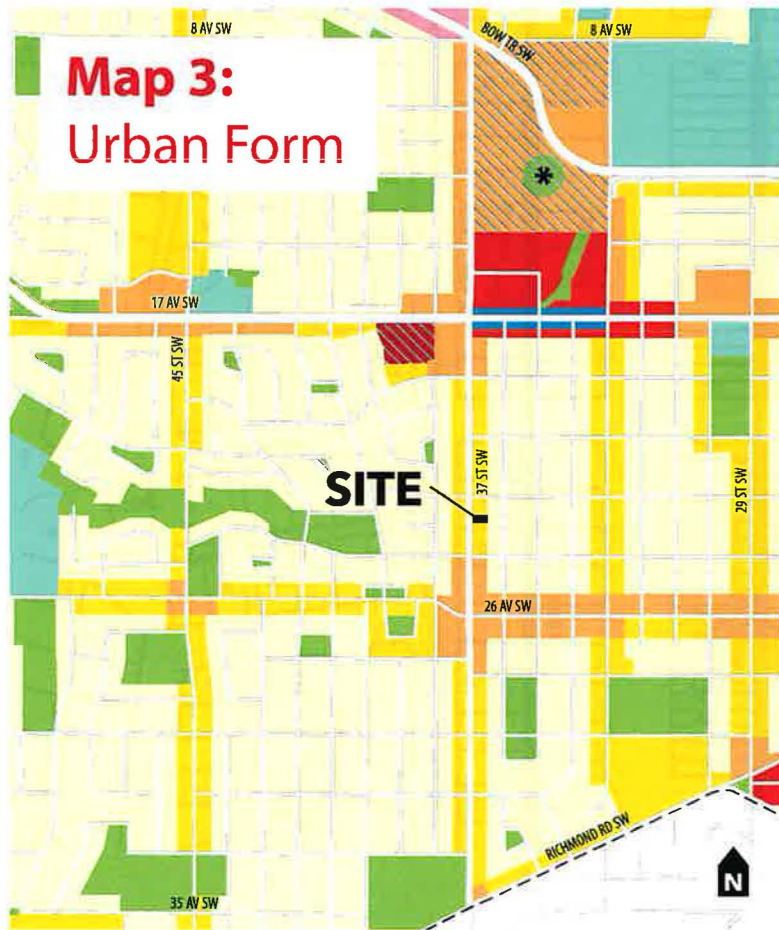 8 AV SW
BOW TR SW
8 AV SW
Map 3:
Urban Form
*
17 AV SW
45 ST SW
37 ST SW
SITE
29 ST SW
26 AV SW
RICHMOND RD SW
N
35 AV SW